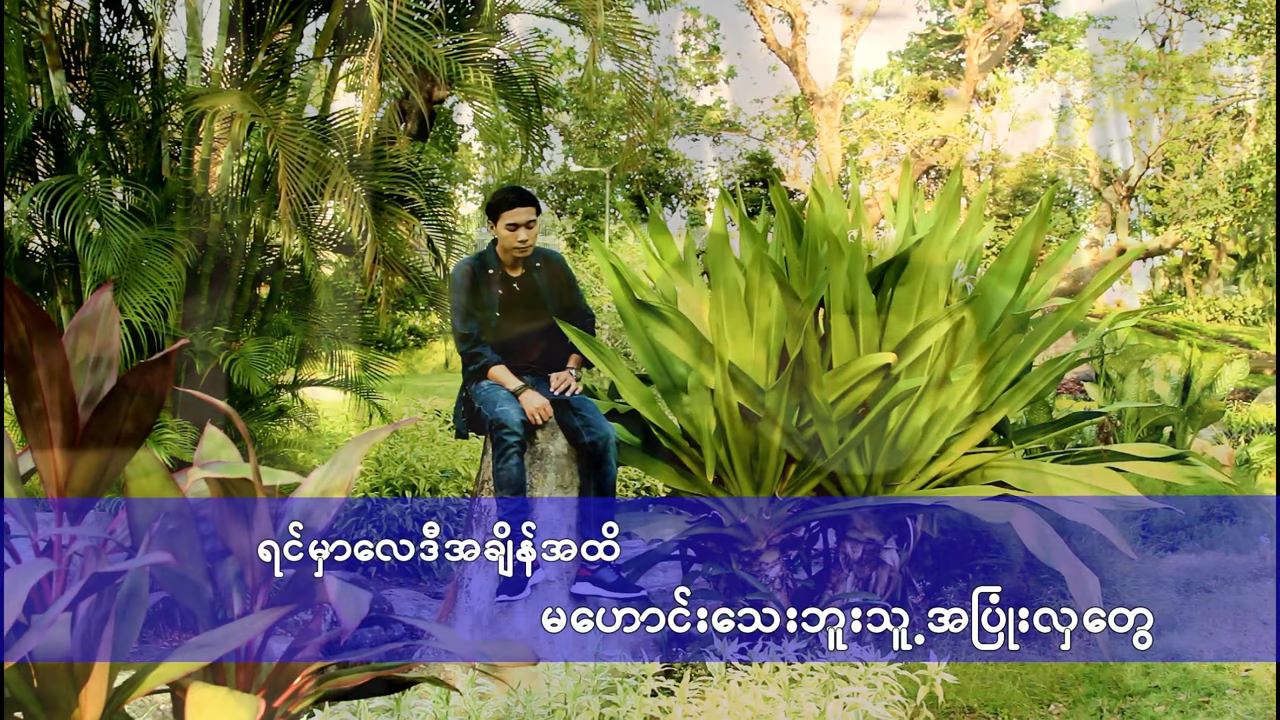 ရင်မှာလေဒီအချိန်အထိ
မဟောင်းသေးဘူးသူ့အပြုံးလှတွေ